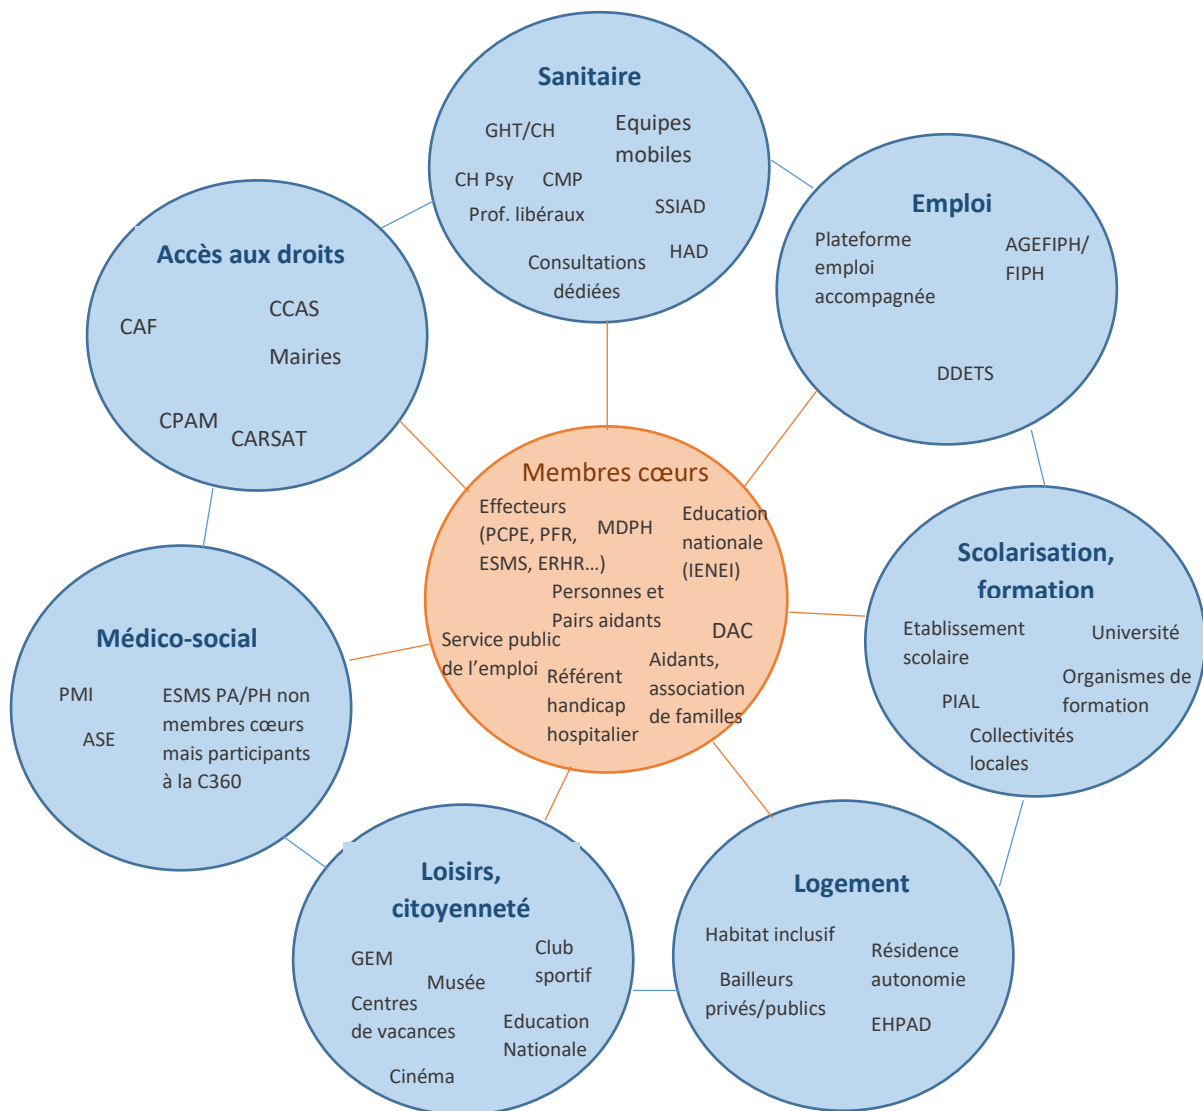 Sanitaire
GHT/CH
Equipes
mobiles
CH Psy
CMP
Prof. libéraux
SSIAD
HAD
Consultations
dédiées
Emploi
Plateforme
emploi
accompagnée
AGEFIPH/
FIPH
DDETS
Accès aux droits
CAF
CCAS
Mairies
CPAM
CARSAT
Membres cœurs
Effecteurs
(PCPE, PFR,
ESMS, ERHR…)
MDPH
Education
nationale
(IENEI)
Personnes et
Pairs aidants
DAC
Service public
de l’emploi
Référent
handicap
hospitalier
Aidants,
association
de familles
Scolarisation,
formation
Etablissement
scolaire
Université
PIAL
Organismes de
formation
Collectivités
locales
Médico-social
PMI
ASE
ESMS PA/PH non
membres cœurs
mais participants
à la C360
Loisirs,
citoyenneté
GEM
Musée
Club
sportif
Centres
de vacances
Education
Nationale
Cinéma
Logement
Habitat inclusif
Résidence
autonomie
Bailleurs
privés/publics
EHPAD